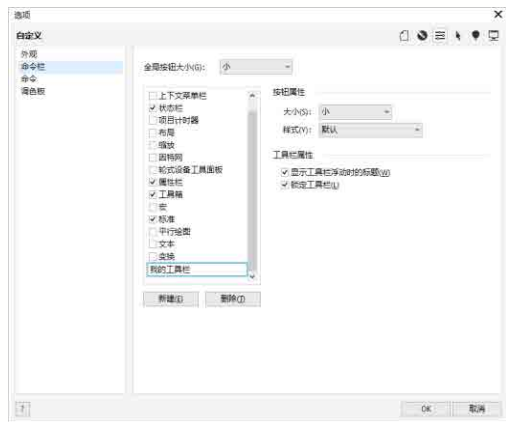 选项
自定义
外观
命令栏
命令
调色板
全局按钮大小(G): 小
上下文菜单栏
状态栏
项目计时器
布局
缩放
因特网
轮式设备工具面板
属性栏
工具箱
宏
标准
平行绘图
文本
变换
我的工具栏
新建(E)
删除(T)
按钮属性
大小(S): 小
样式(Y): 默认
工具栏属性
显示工具栏浮动时的标题(W)
锁定工具栏(L)
?
OK
取消